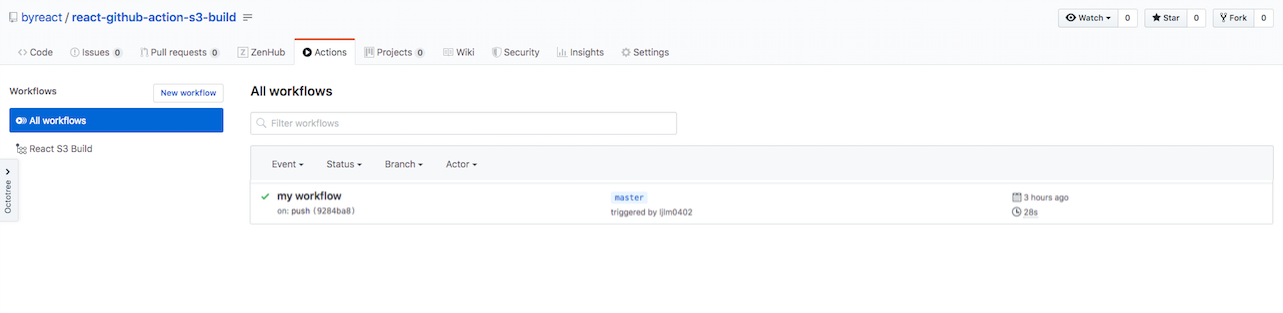 byreact / react-github-action-s3-build
Watch 0 Star 0 Fork 0
Code Issues 0 Pull requests 0 ZenHub Actions Projects 0 Wiki Security Insights Settings
Workflows New workflow
All workflows
React S3 Build
Octotree
All workflows
Filter workflows
Event Status Branch Actor
my workflow master 3 hours ago
on: push (9284ba8) triggered by ljlm0402 28s